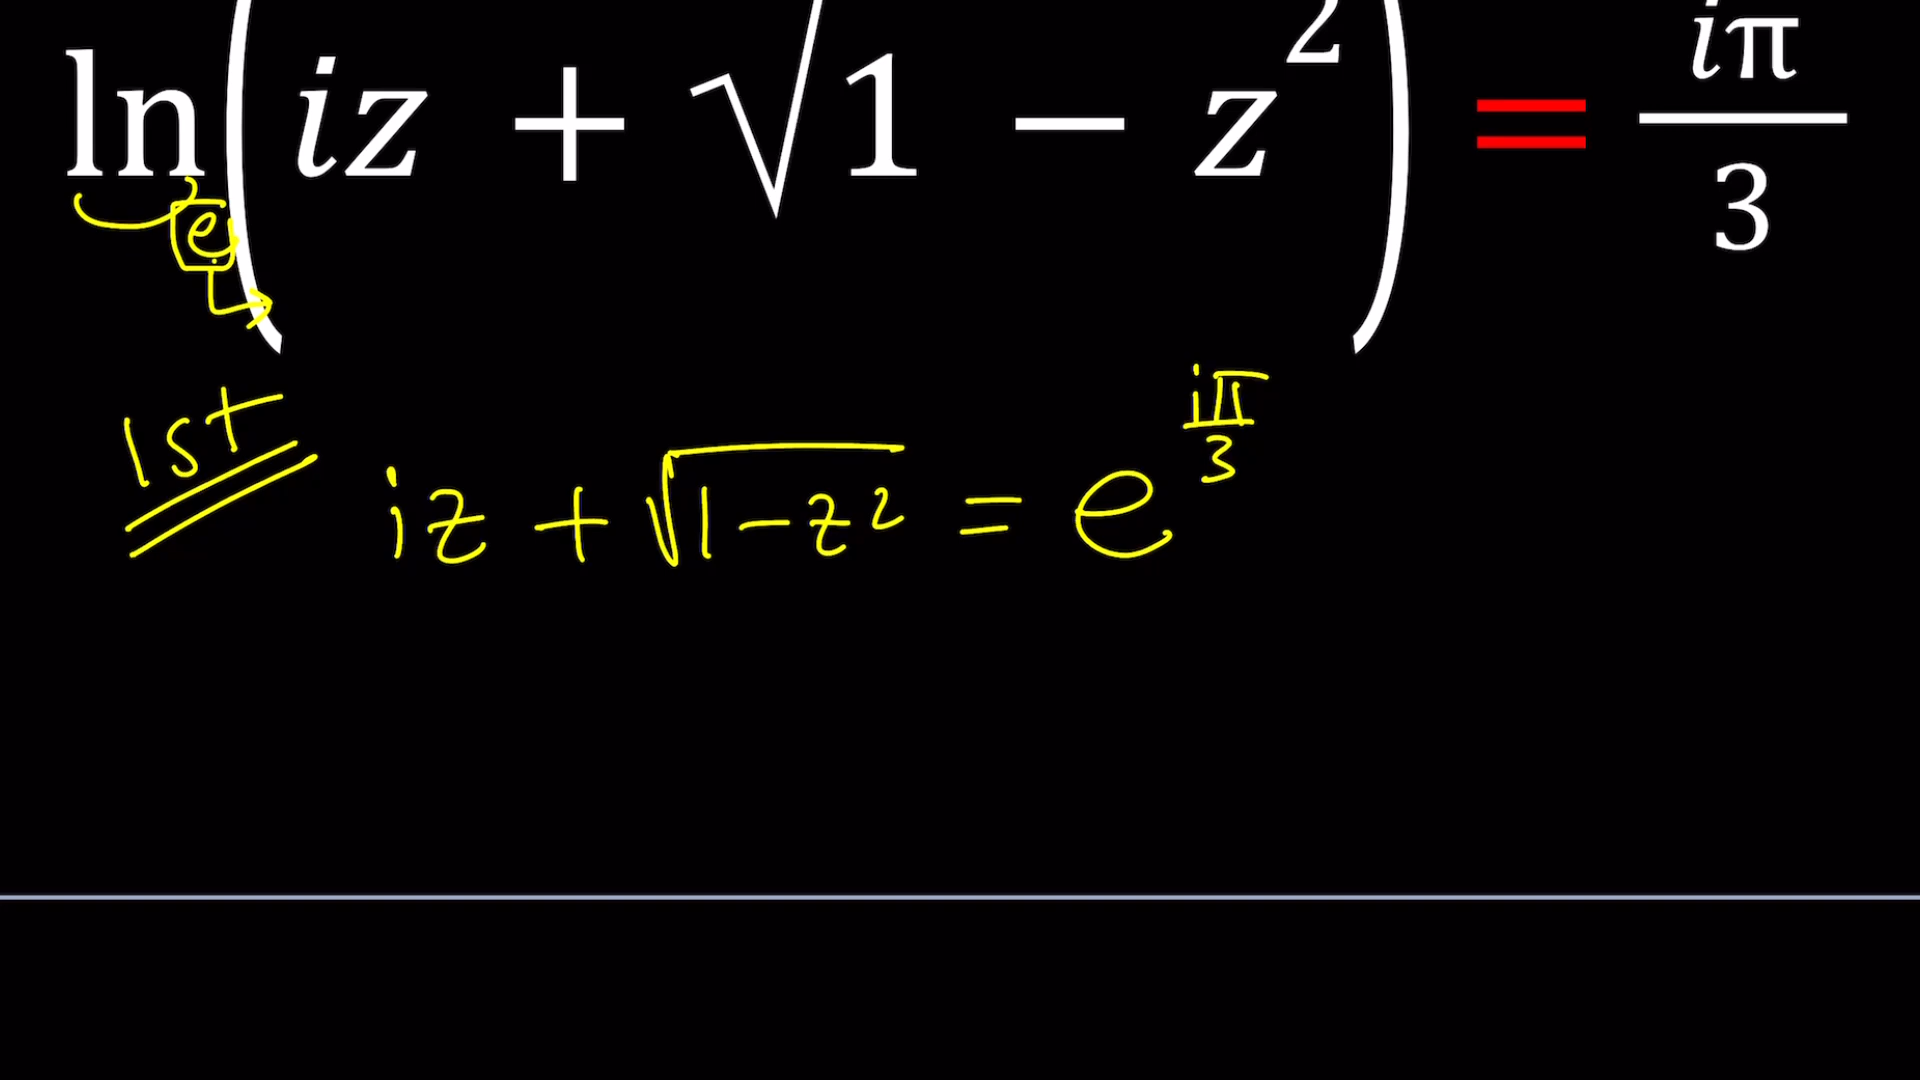 ln(iz + √1 − z²) = iπ/3
e
1st
iz + √1−z² = e^(iπ/3)